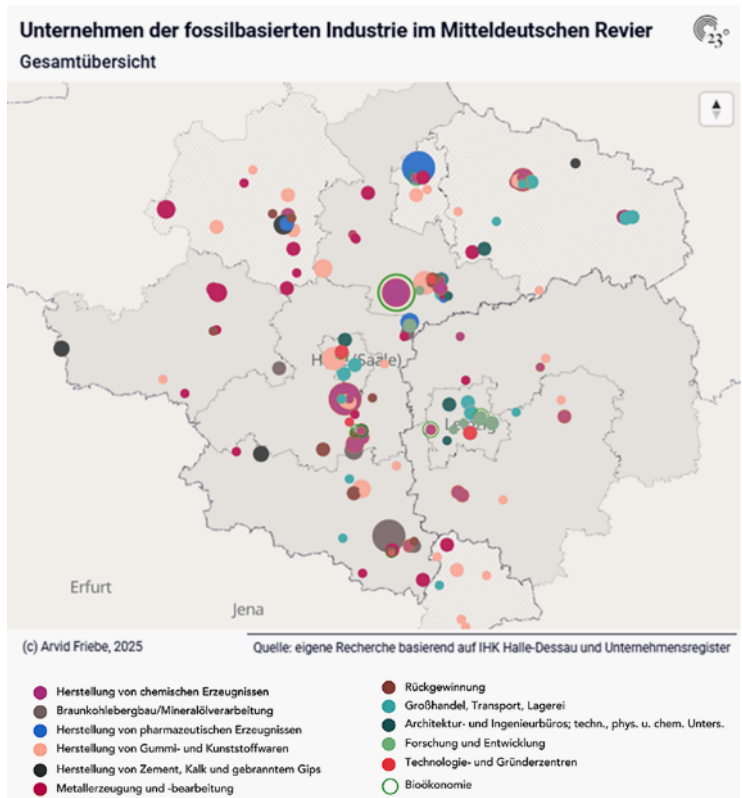 Unternehmen der fossilbasierten Industrie im Mitteldeutschen Revier
Gesamtübersicht
23°
Erfurt
Jena
(c) Arvid Friebe, 2025
Quelle: eigene Recherche basierend auf IHK Halle-Dessau und Unternehmensregister
Herstellung von chemischen Erzeugnissen
Braunkohlebergbau/Mineralölverarbeitung
Herstellung von pharmazeutischen Erzeugnissen
Herstellung von Gummi- und Kunststoffwaren
Herstellung von Zement, Kalk und gebranntem Gips
Metallerzeugung und -bearbeitung
Rückgewinnung
Großhandel, Transport, Lagerei
Architektur- und Ingenieurbüros; techn., phys. u. chem. Unters.
Forschung und Entwicklung
Technologie- und Gründerzentren
Bioökonomie